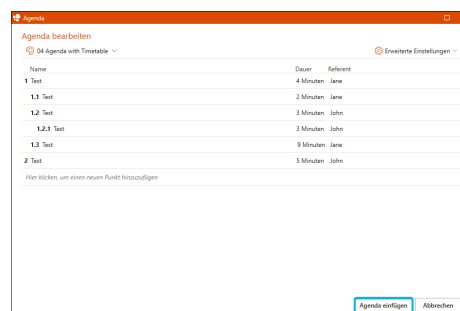 Agenda
Agenda bearbeiten
04 Agenda with Timetable
Erweiterte Einstellungen
Name Dauer Referent
1 Test 4 Minuten Jane
1.1 Test 2 Minuten Jane
1.2 Test 3 Minuten John
1.2.1 Test 3 Minuten John
1.3 Test 9 Minuten Jane
2 Test 5 Minuten John
Hier klicken, um einen neuen Punkt hinzuzufügen
Agenda einfügen Abbrechen